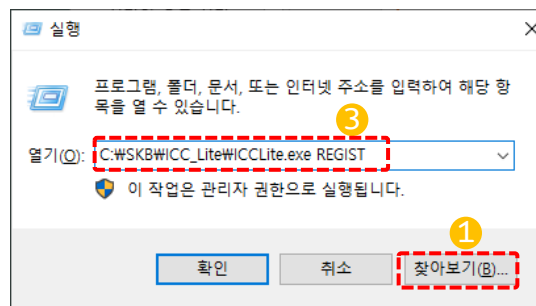 실행
프로그램, 폴더, 문서, 또는 인터넷 주소를 입력하여 해당 항
목을 열 수 있습니다.
3
열기(O): C:₩SKB₩ICC_Lite₩ICCLite.exe REGIST
이 작업은 관리자 권한으로 실행됩니다.
1
확인 취소 찾아보기(B)...